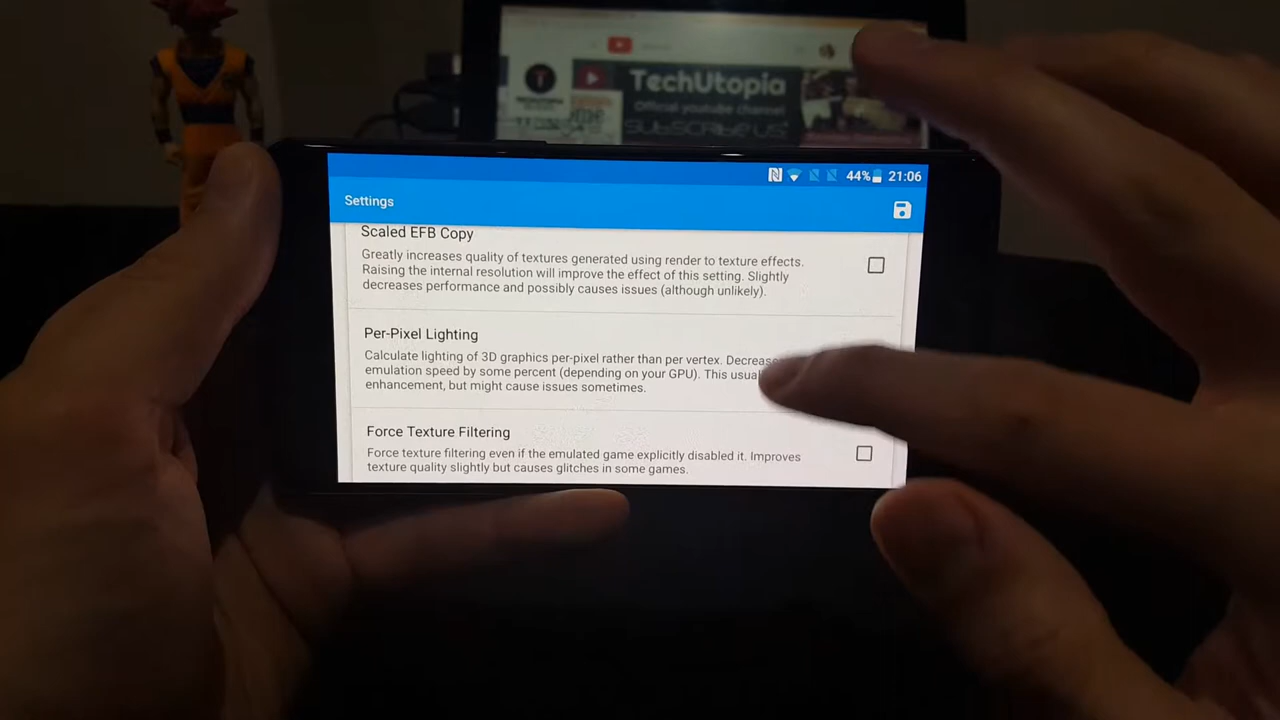 TechUtopia
Official youtube channel
SUBSCRIBE US
44% 21:06
Settings
Scaled EFB Copy
Greatly increases quality of textures generated using render to texture effects.
Raising the internal resolution will improve the effect of this setting. Slightly
decreases performance and possibly causes issues (although unlikely).
Per-Pixel Lighting
Calculate lighting of 3D graphics per-pixel rather than per vertex. Decrease
emulation speed by some percent (depending on your GPU). This usual
enhancement, but might cause issues sometimes.
Force Texture Filtering
Force texture filtering even if the emulated game explicitly disabled it. Improves
texture quality slightly but causes glitches in some games.